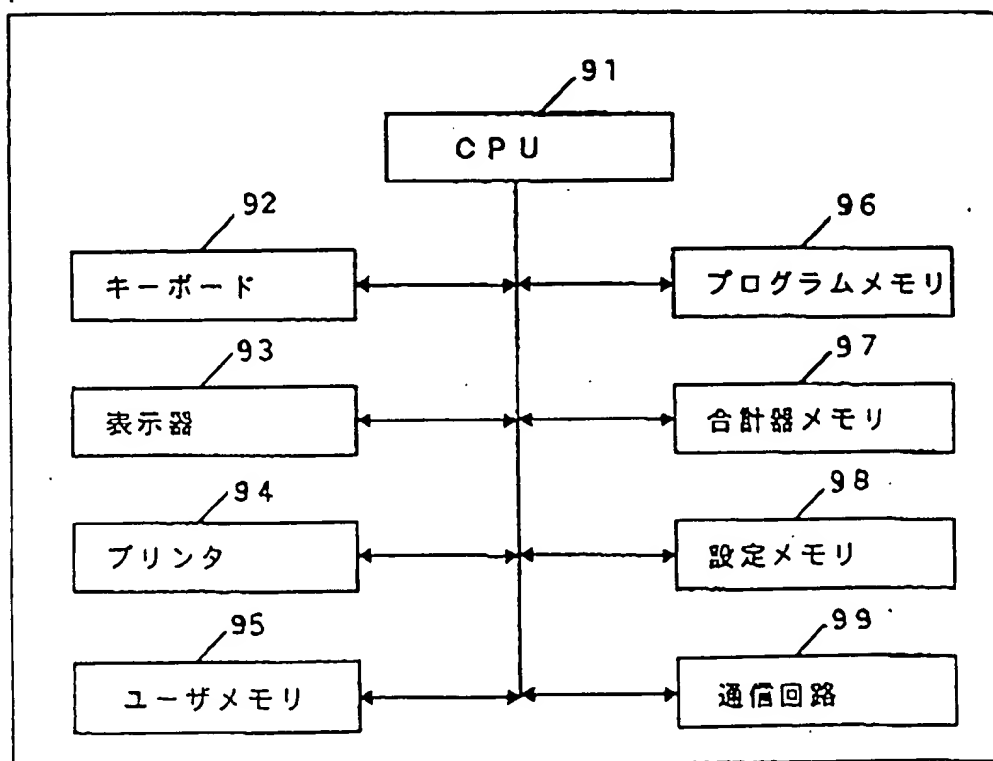 91
CPU
92
キーボード
96
プログラムメモリ
93
表示器
97
合計器メモリ
94
プリンタ
98
設定メモリ
95
ユーザメモリ
99
通信回路